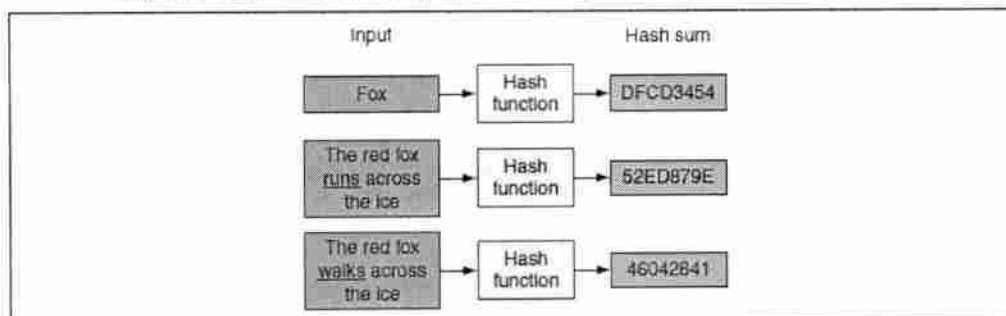 Input Hash sum
Fox
Hash
function
DFCD3454
The red fox
runs across
the ice
Hash
function
52ED879E
The red fox
walks across
the ice
Hash
function
46042841